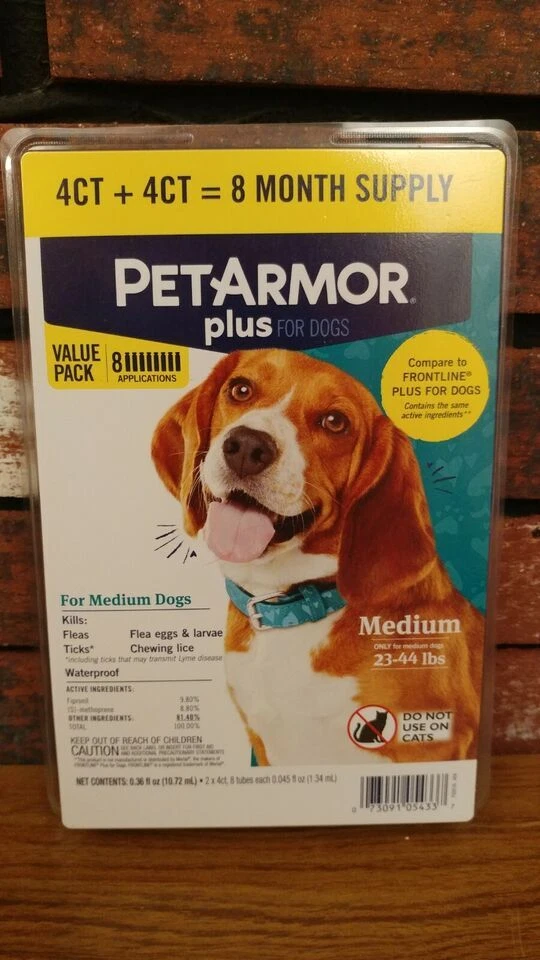 4CT + 4CT = 8 MONTH SUPPLY
PETARMOR®
plus FOR DOGS
VALUE PACK
8 APPLICATIONS
Compare to
FRONTLINE®
PLUS FOR DOGS
Contains the same
active ingredients**
For Medium Dogs
Kills:
Fleas Flea eggs & larvae
Ticks* Chewing lice
*including ticks that may transmit Lyme disease
Waterproof
Medium
ONLY for medium dogs
23-44 lbs
ACTIVE INGREDIENTS:
Fipronil 9.80%
(S)-methoprene 8.80%
OTHER INGREDIENTS: 81.40%
TOTAL 100.00%
DO NOT
USE ON
CATS
KEEP OUT OF REACH OF CHILDREN
CAUTION
NET CONTENTS: 0.36 fl oz (10.72 mL) • 2 x 4ct, 8 tubes each 0.045 fl oz (1.34 mL)
0 73091 05433 7